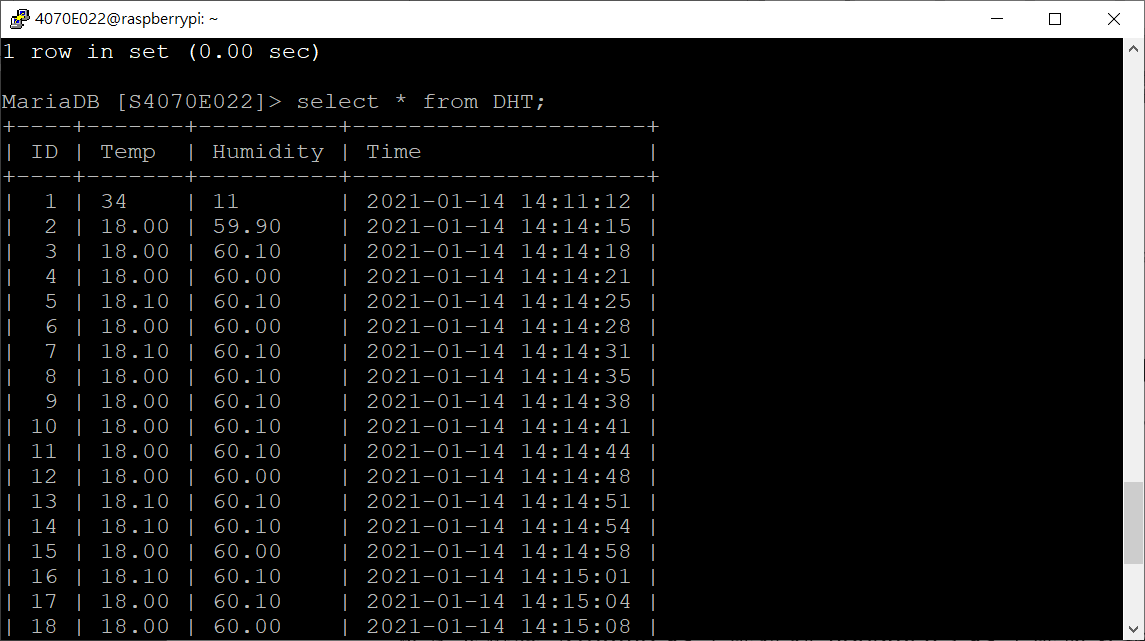 4070E022@raspberrypi: ~
1 row in set (0.00 sec)
MariaDB [S4070E022]> select * from DHT;
+----+-------+----------+---------------------+
| ID | Temp  | Humidity | Time                |
+----+-------+----------+---------------------+
|  1 | 34    | 11       | 2021-01-14 14:11:12 |
|  2 | 18.00 | 59.90    | 2021-01-14 14:14:15 |
|  3 | 18.00 | 60.10    | 2021-01-14 14:14:18 |
|  4 | 18.00 | 60.00    | 2021-01-14 14:14:21 |
|  5 | 18.10 | 60.10    | 2021-01-14 14:14:25 |
|  6 | 18.00 | 60.00    | 2021-01-14 14:14:28 |
|  7 | 18.10 | 60.10    | 2021-01-14 14:14:31 |
|  8 | 18.00 | 60.10    | 2021-01-14 14:14:35 |
|  9 | 18.00 | 60.10    | 2021-01-14 14:14:38 |
| 10 | 18.00 | 60.10    | 2021-01-14 14:14:41 |
| 11 | 18.00 | 60.10    | 2021-01-14 14:14:44 |
| 12 | 18.00 | 60.00    | 2021-01-14 14:14:48 |
| 13 | 18.10 | 60.10    | 2021-01-14 14:14:51 |
| 14 | 18.10 | 60.10    | 2021-01-14 14:14:54 |
| 15 | 18.00 | 60.00    | 2021-01-14 14:14:58 |
| 16 | 18.10 | 60.10    | 2021-01-14 14:15:01 |
| 17 | 18.00 | 60.10    | 2021-01-14 14:15:04 |
| 18 | 18.00 | 60.00    | 2021-01-14 14:15:08 |